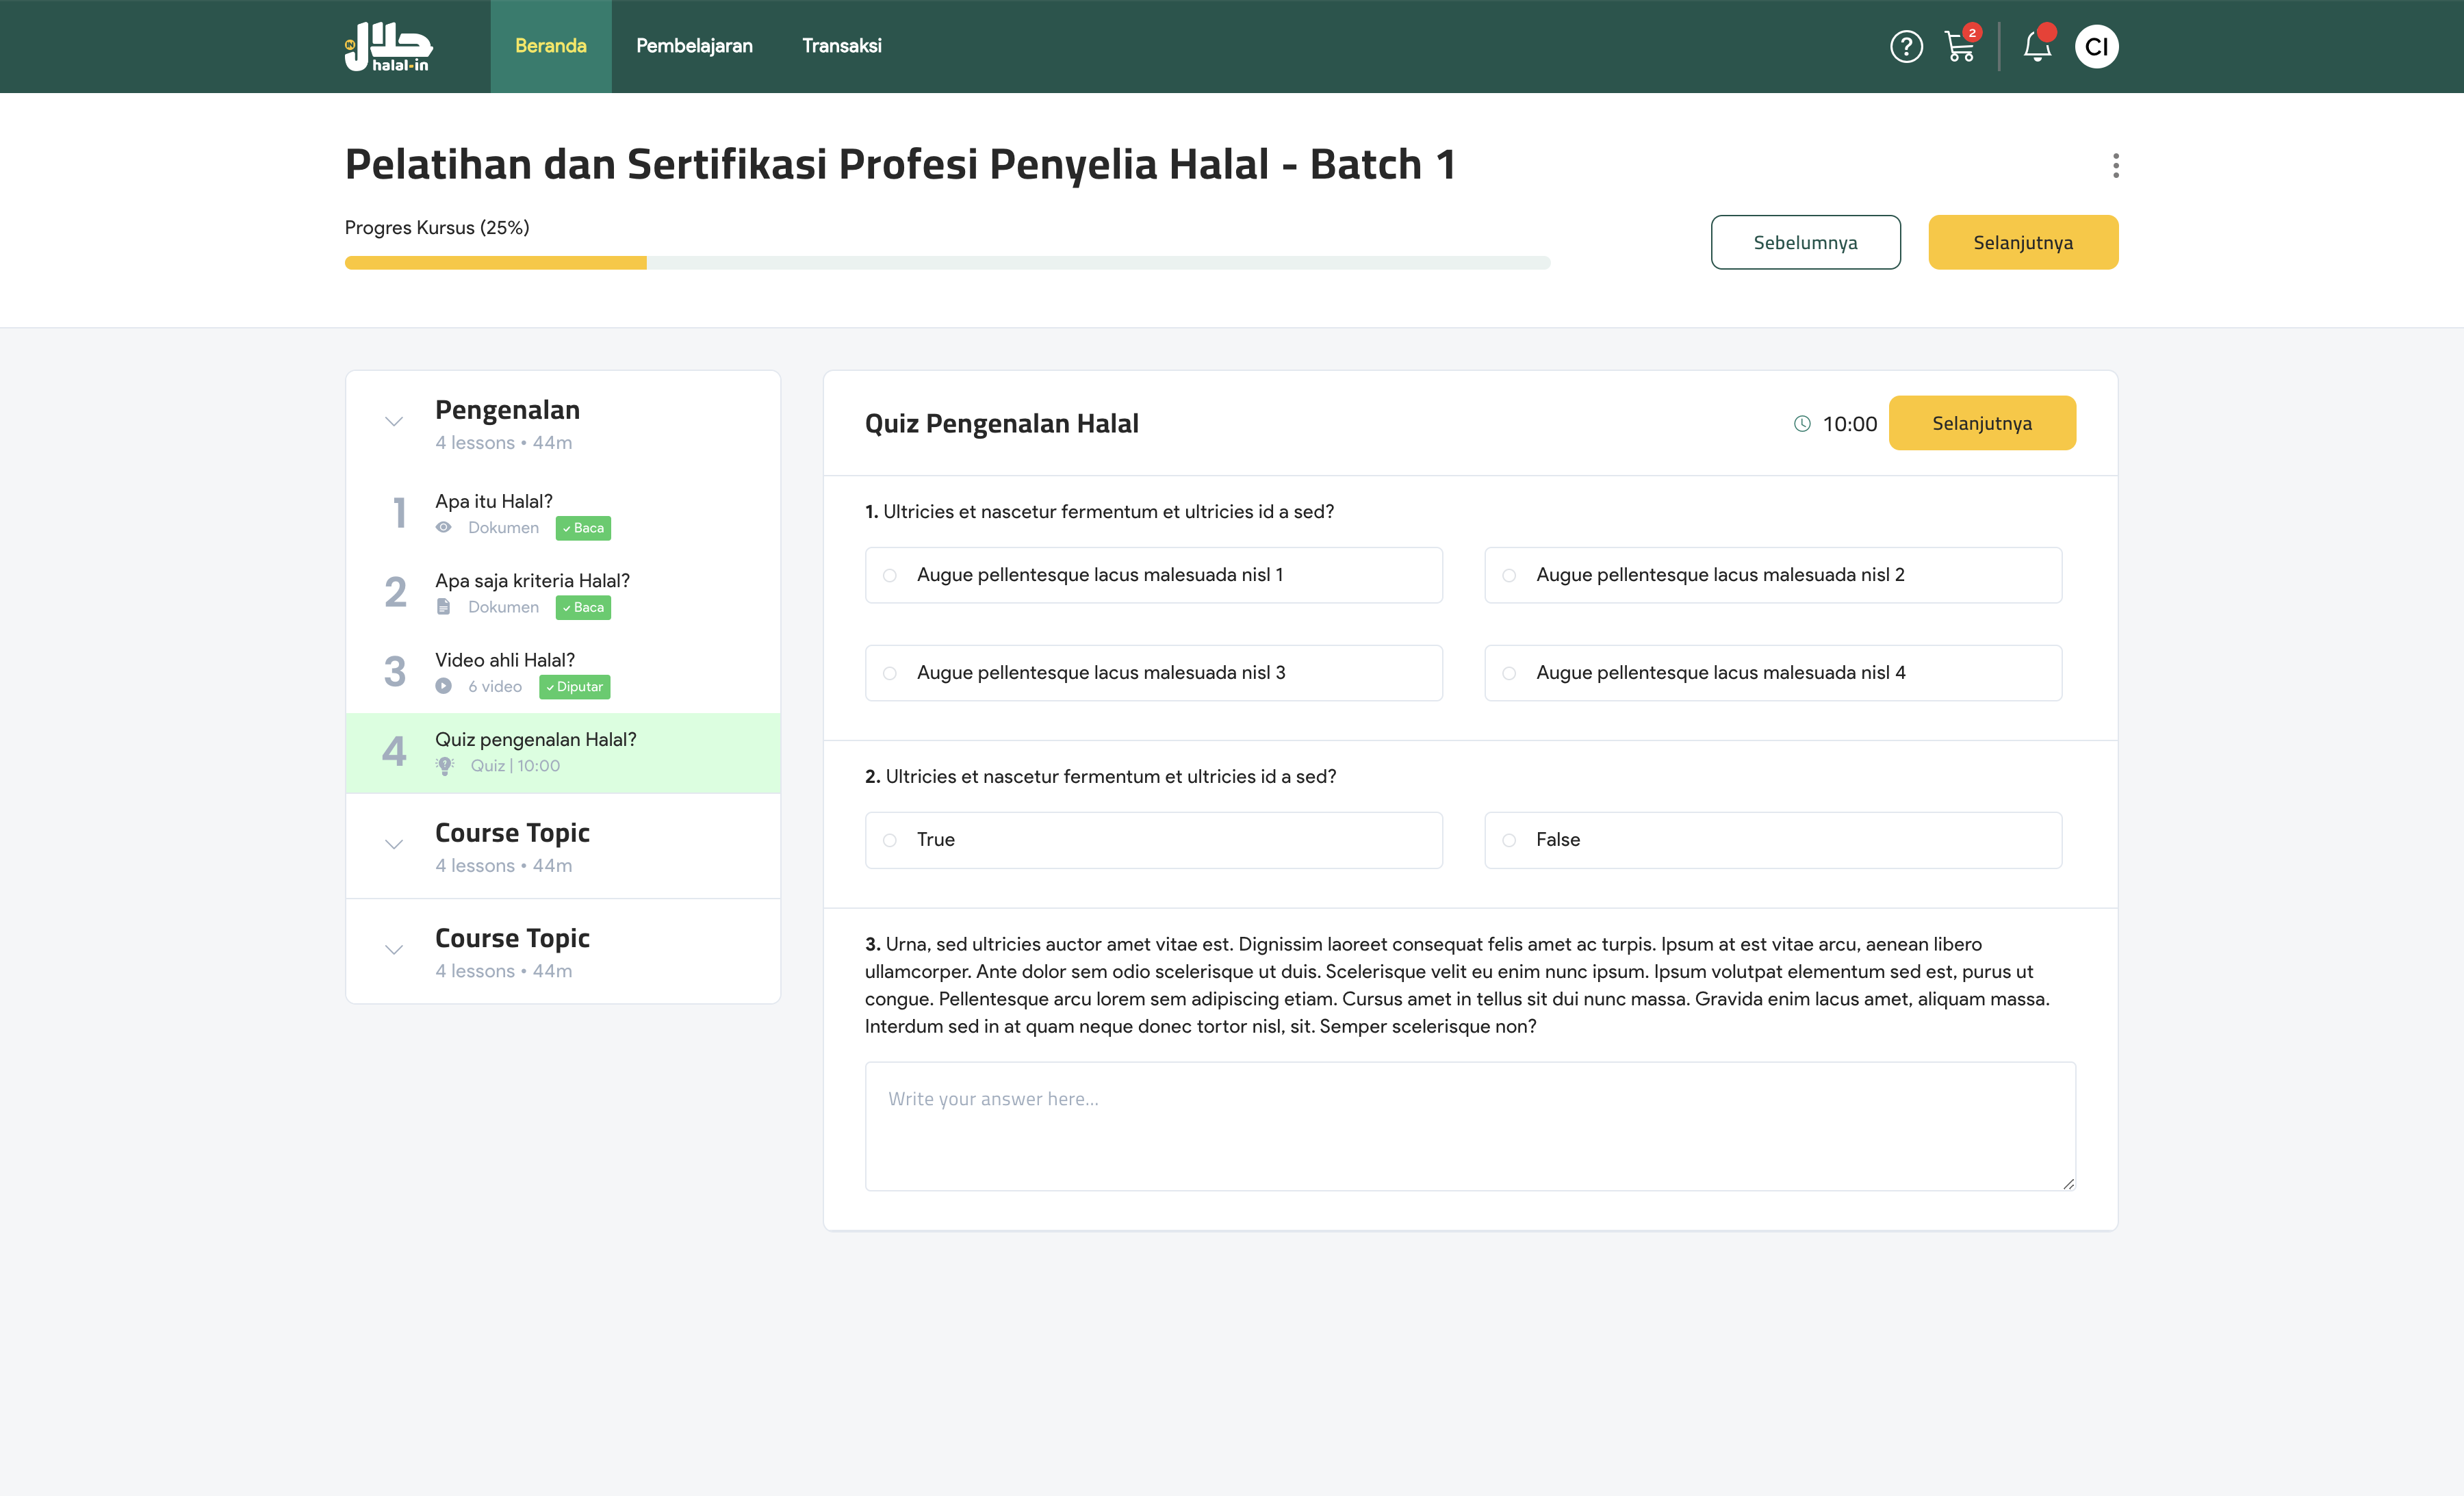 حلال
IN
halal-in
Beranda
Pembelajaran
Transaksi
?
2
CI
Pelatihan dan Sertifikasi Profesi Penyelia Halal - Batch 1
Progres Kursus (25%)
Sebelumnya
Selanjutnya
Pengenalan
4 lessons • 44m
1
Apa itu Halal?
Dokumen
Baca
2
Apa saja kriteria Halal?
Dokumen
Baca
3
Video ahli Halal?
6 video
Diputar
4
Quiz pengenalan Halal?
Quiz | 10:00
Course Topic
4 lessons • 44m
Course Topic
4 lessons • 44m
Quiz Pengenalan Halal
10:00
Selanjutnya
1. Ultricies et nascetur fermentum et ultricies id a sed?
Augue pellentesque lacus malesuada nisl 1
Augue pellentesque lacus malesuada nisl 2
Augue pellentesque lacus malesuada nisl 3
Augue pellentesque lacus malesuada nisl 4
2. Ultricies et nascetur fermentum et ultricies id a sed?
True
False
3. Urna, sed ultricies auctor amet vitae est. Dignissim laoreet consequat felis amet ac turpis. Ipsum at est vitae arcu, aenean libero
ullamcorper. Ante dolor sem odio scelerisque ut duis. Scelerisque velit eu enim nunc ipsum. Ipsum volutpat elementum sed est, purus ut
congue. Pellentesque arcu lorem sem adipiscing etiam. Cursus amet in tellus sit dui nunc massa. Gravida enim lacus amet, aliquam massa.
Interdum sed in at quam neque donec tortor nisl, sit. Semper scelerisque non?
Write your answer here...